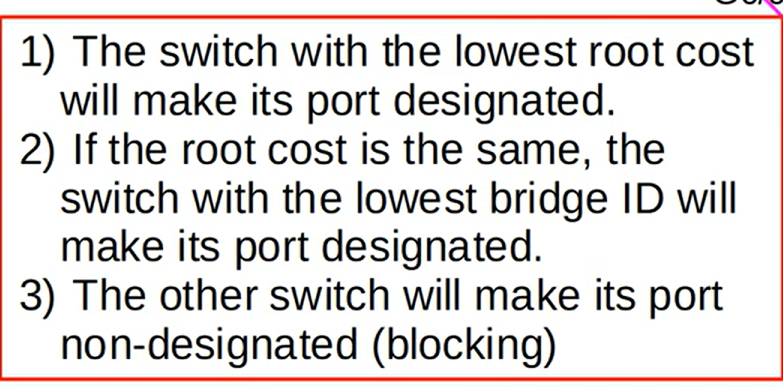 1) The switch with the lowest root cost
will make its port designated.
2) If the root cost is the same, the
switch with the lowest bridge ID will
make its port designated.
3) The other switch will make its port
non-designated (blocking)